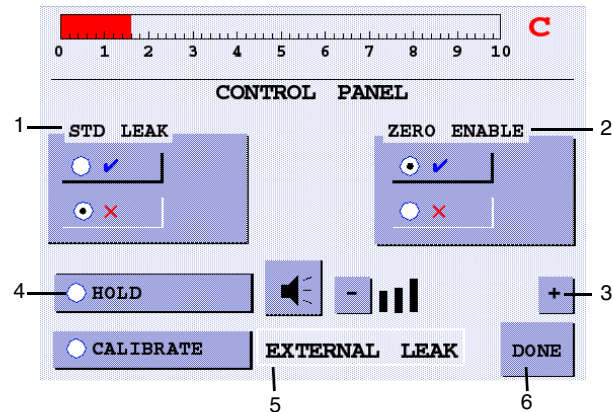 C
0 1 2 3 4 5 6 7 8 9 10
CONTROL PANEL
1 STD LEAK
ZERO ENABLE 2
4 HOLD
- + 3
CALIBRATE
EXTERNAL LEAK
DONE
5 6